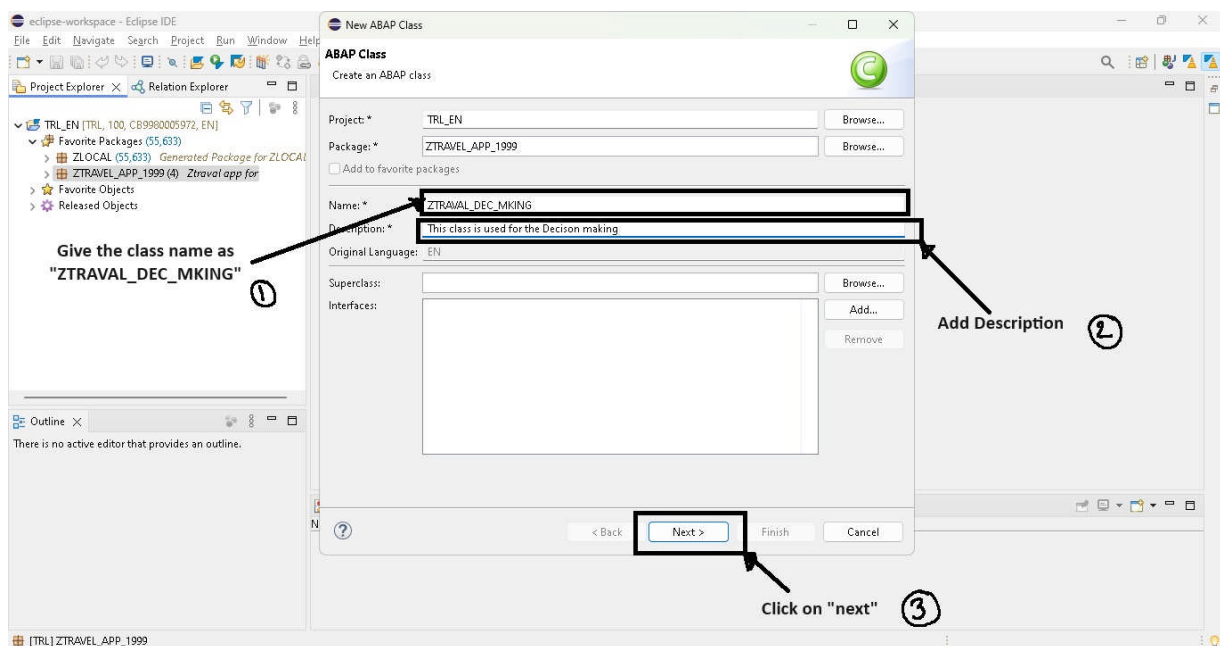 eclipse-workspace - Eclipse IDE
File Edit Navigate Search Project Run Window Help
Project Explorer Relation Explorer
TRL_EN [TRL, 100, CB9980005972, EN]
Favorite Packages (55,633)
ZLOCAL (55,633) Generated Package for ZLOCAL
ZTRAVEL_APP_1999 (4) Ztraval app for
Favorite Objects
Released Objects
Give the class name as
"ZTRAVAL_DEC_MKING"
1
Outline
There is no active editor that provides an outline.
New ABAP Class
ABAP Class
Create an ABAP class
Project: * TRL_EN Browse...
Package: * ZTRAVEL_APP_1999 Browse...
Add to favorite packages
Name: * ZTRAVAL_DEC_MKING
Description: * This class is used for the Decison making
Original Language: EN
Superclass: Browse...
Interfaces: Add...
Remove
< Back Next > Finish Cancel
Add Description
2
Click on "next"
3
[TRL] ZTRAVEL_APP_1999